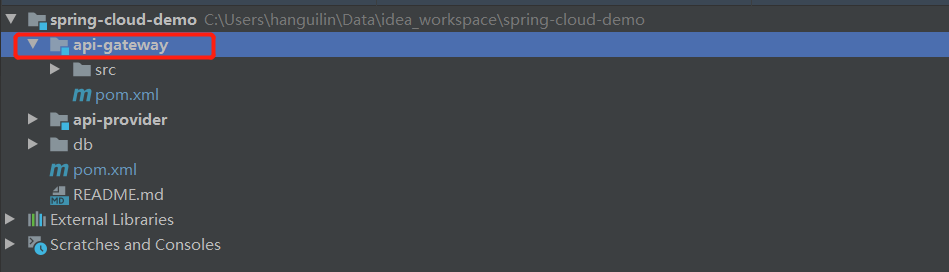 spring-cloud-demo C:\Users\hanguilin\Data\idea_workspace\spring-cloud-demo
api-gateway
src
m pom.xml
api-provider
db
m pom.xml
MD README.md
External Libraries
Scratches and Consoles